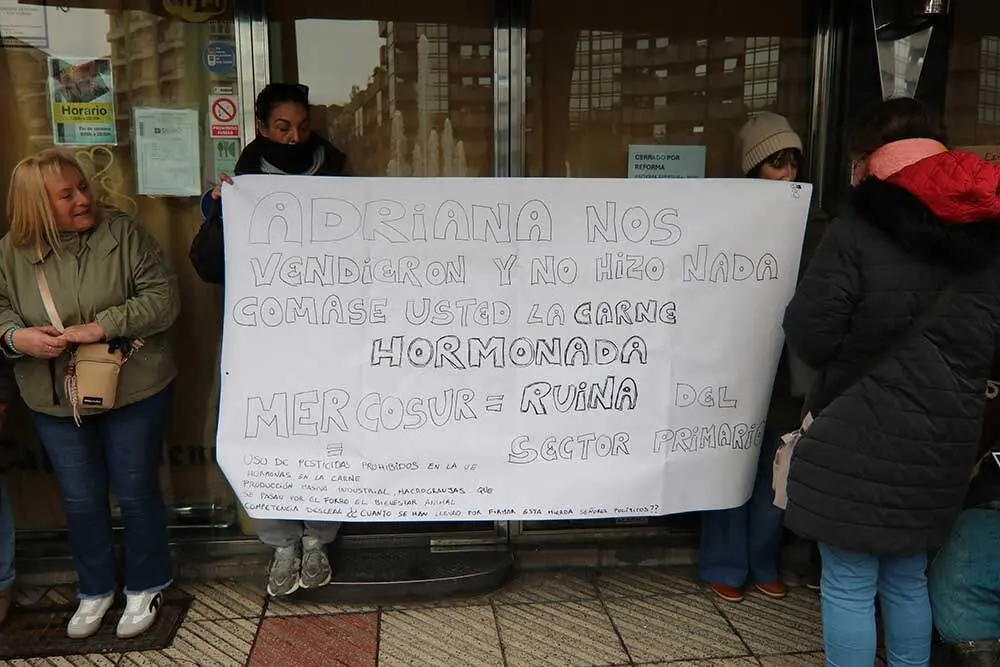 Horario
PROHIBIDO
FUMAR
CERRADO POR
REFORMA
ADRIANA NOS
VENDIERON Y NO HIZO NADA
COMASE USTED LA CARNE
HORMONADA
MERCOSUR = RUINA DEL
SECTOR PRIMARIO
=
USO DE PESTICIDAS PROHIBIDOS EN LA UE
HORMONAS EN LA CARNE
PRODUCCIÓN MASIVA INDUSTRIAL, MACROGRANJAS QUE
SE PASAN POR EL FORRO EL BIENESTAR ANIMAL
COMPETENCIA DESLEAL ¿¿ CUANTO SE HAN LLEVADO POR FIRMAR ESTA MIERDA SEÑORES POLITICOS??